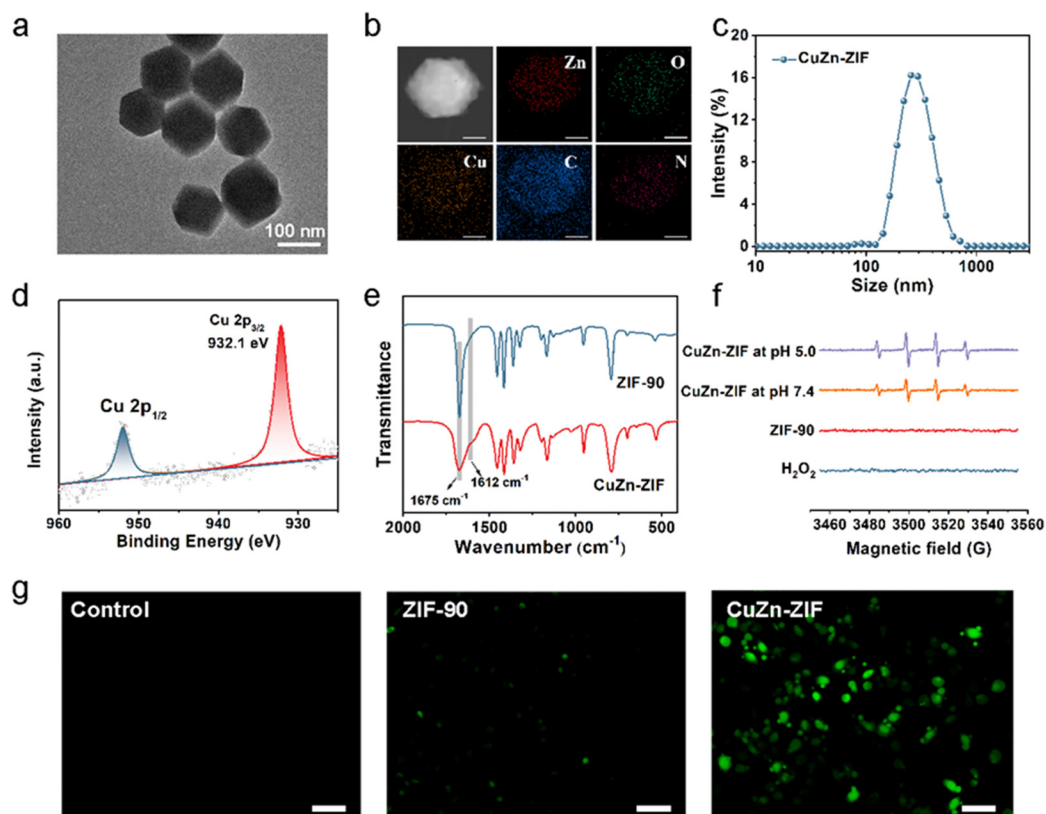 a
100 nm
b
Zn
O
Cu
C
N
c
CuZn-ZIF
Intensity (%)
20
16
12
8
4
0
10
100
1000
Size (nm)
d
Cu 2p3/2
932.1 eV
Cu 2p1/2
Intensity (a.u.)
960
950
940
930
Binding Energy (eV)
e
ZIF-90
CuZn-ZIF
1675 cm-1
1612 cm-1
Transmittance
2000
1500
1000
500
Wavenumber (cm-1)
f
CuZn-ZIF at pH 5.0
CuZn-ZIF at pH 7.4
ZIF-90
H2O2
3460
3480
3500
3520
3540
3560
Magnetic field (G)
g
Control
ZIF-90
CuZn-ZIF